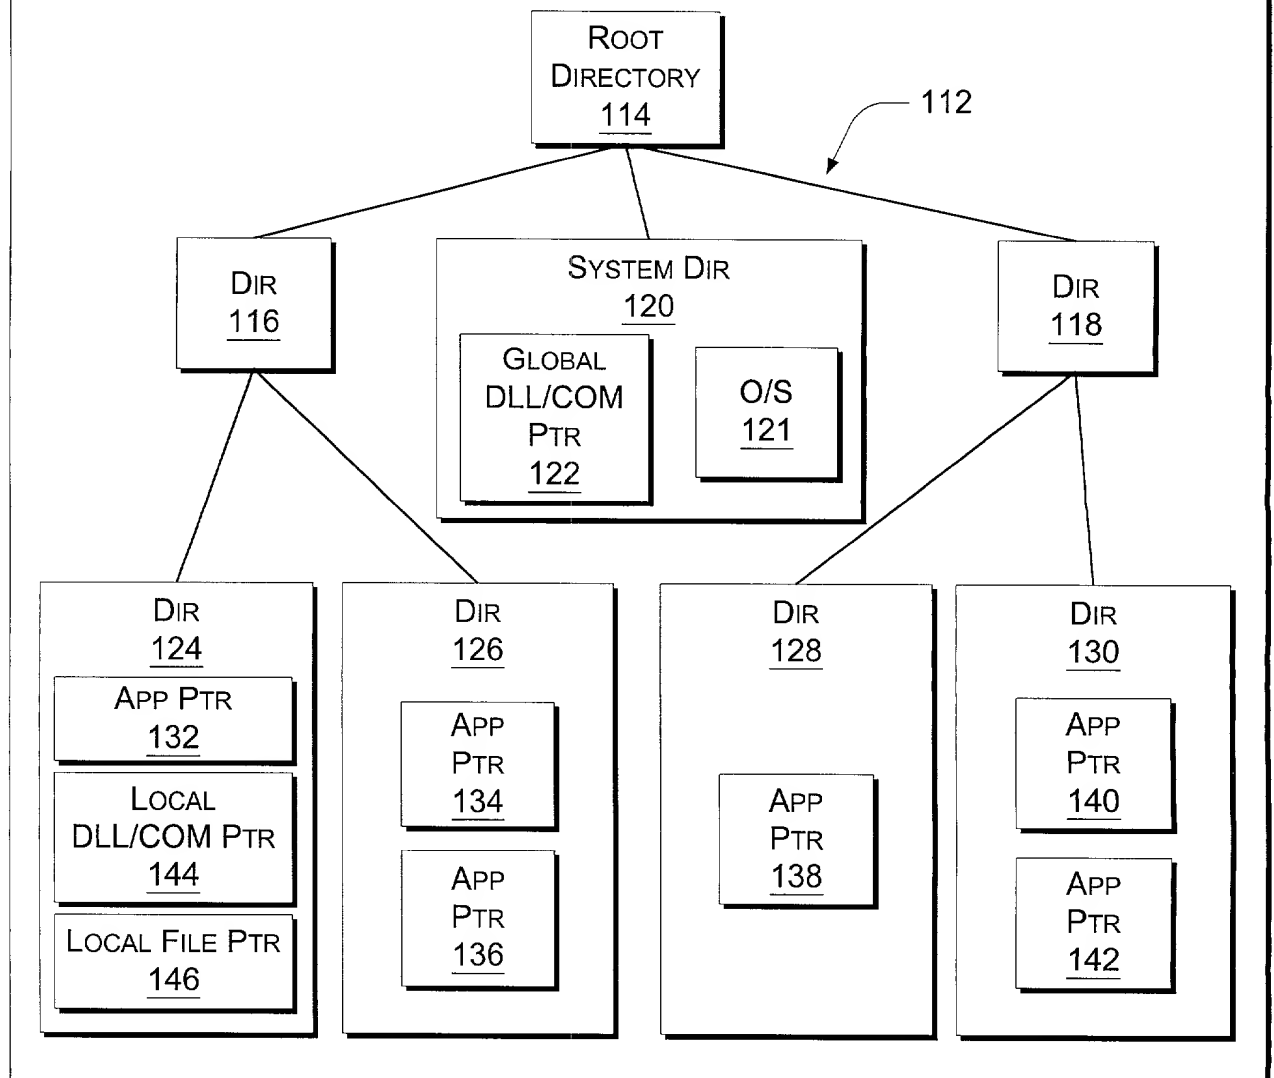 ROOT
DIRECTORY
114
112
DIR
116
SYSTEM DIR
120
GLOBAL
DLL/COM
PTR
122
O/S
121
DIR
118
DIR
124
APP PTR
132
LOCAL
DLL/COM PTR
144
LOCAL FILE PTR
146
DIR
126
APP
PTR
134
APP
PTR
136
DIR
128
APP
PTR
138
DIR
130
APP
PTR
140
APP
PTR
142